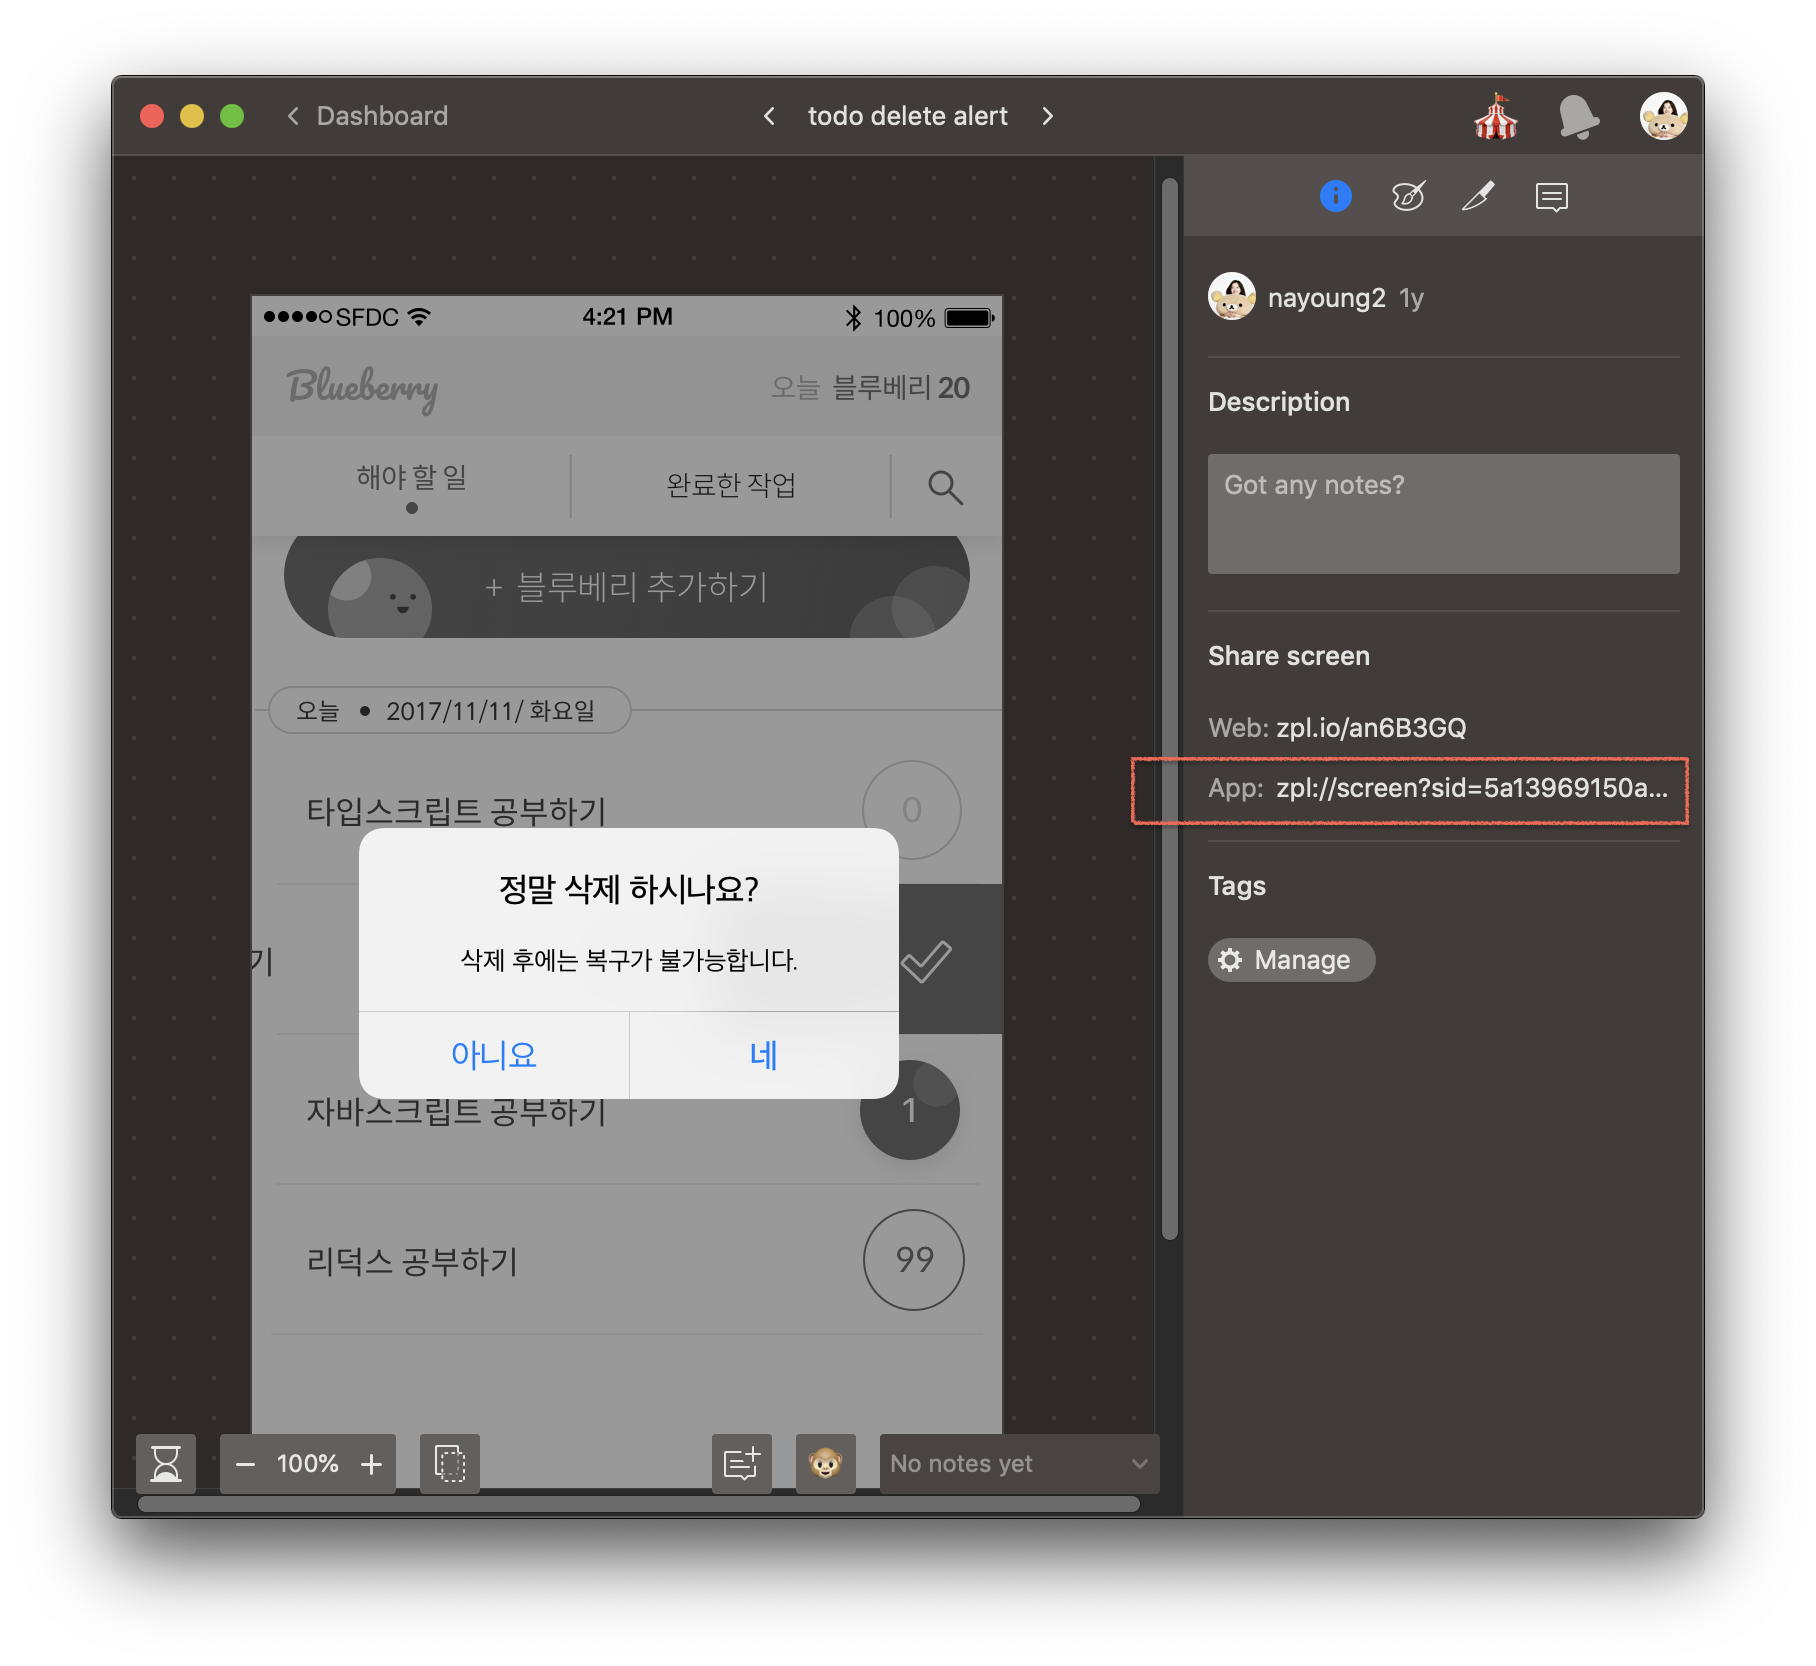 Dashboard
todo delete alert
SFDC
4:21 PM
100%
Blueberry
오늘 블루베리 20
해야 할 일
완료한 작업
+ 블루베리 추가하기
오늘 • 2017/11/11/ 화요일
타입스크립트 공부하기
0
정말 삭제 하시나요?
기
삭제 후에는 복구가 불가능합니다.
아니요
네
자바스크립트 공부하기
1
리덕스 공부하기
99
100%
No notes yet
nayoung2 1y
Description
Got any notes?
Share screen
Web: zpl.io/an6B3GQ
App: zpl://screen?sid=5a13969150a...
Tags
Manage